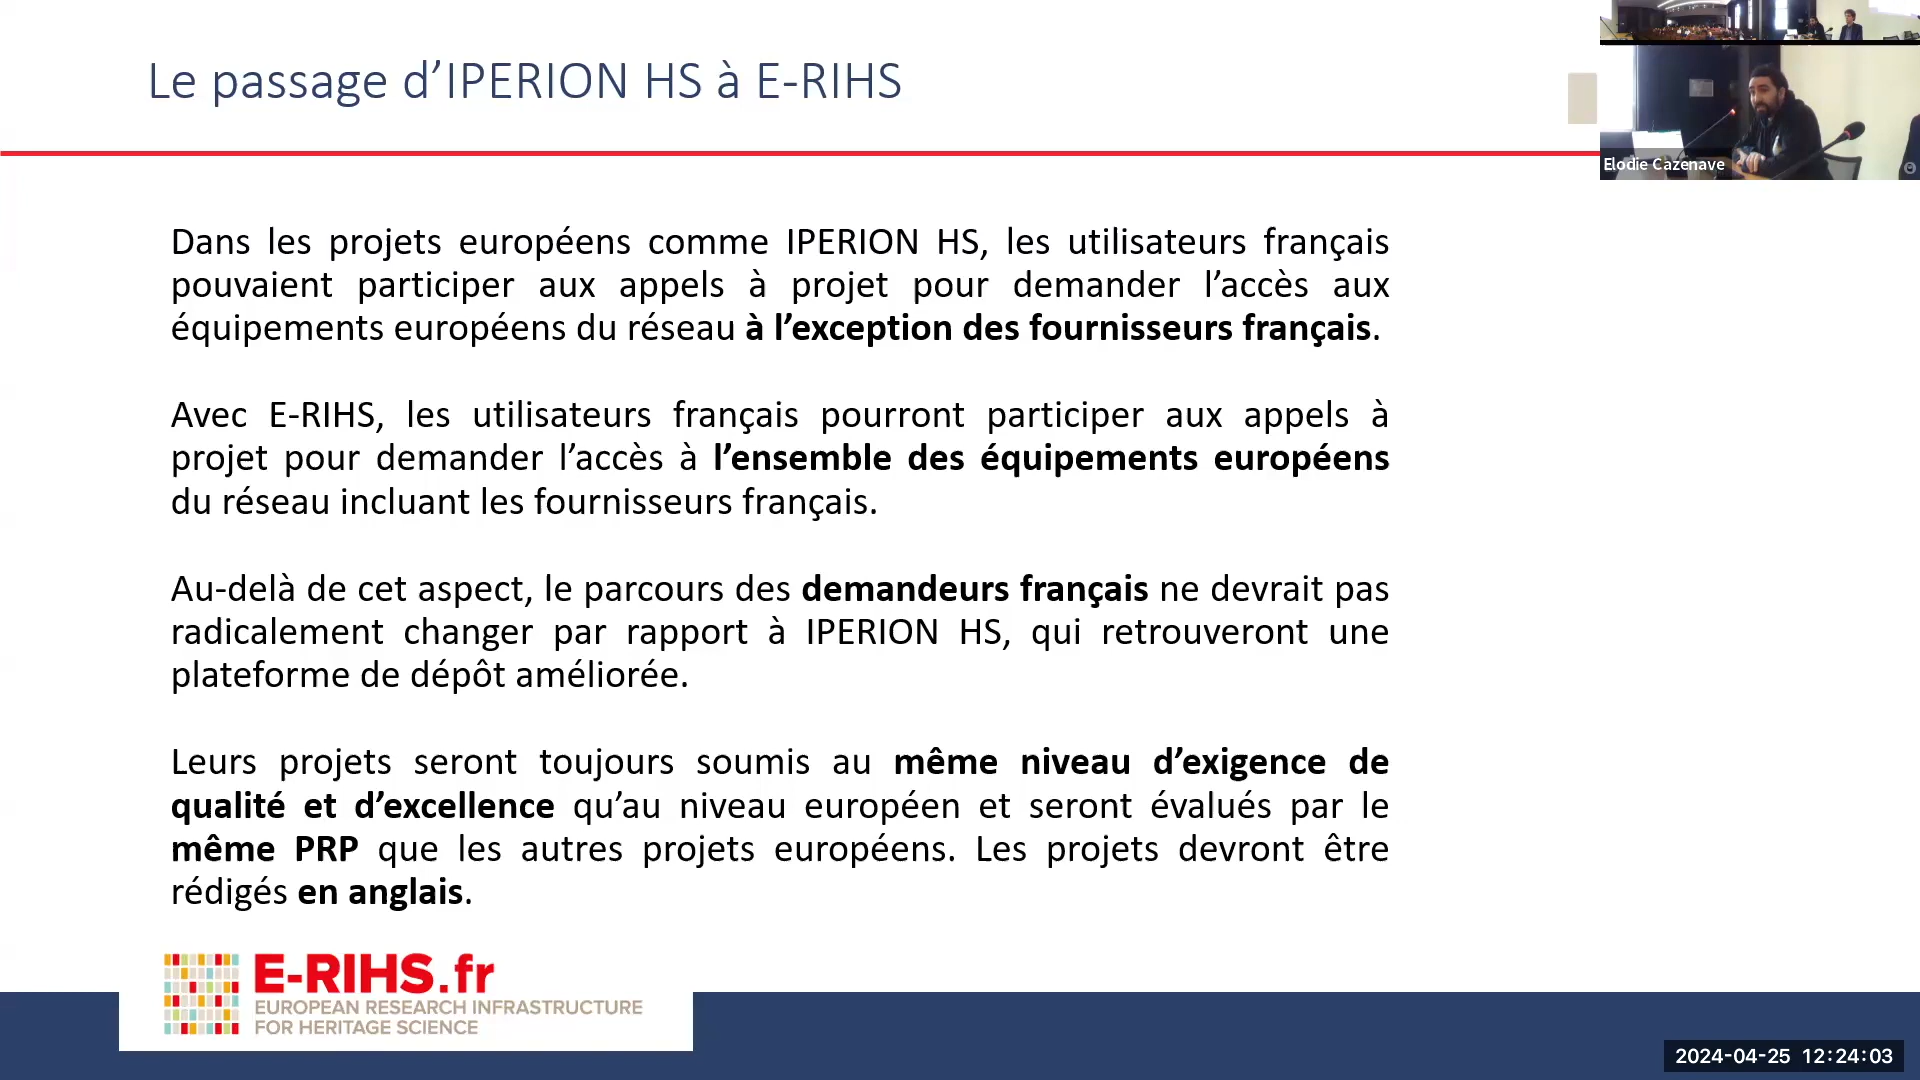 Le passage d’IPERION HS à E-RIHS
Elodie Cazenave
Dans les projets européens comme IPERION HS, les utilisateurs français
pouvaient participer aux appels à projet pour demander l’accès aux
équipements européens du réseau à l’exception des fournisseurs français.
Avec E-RIHS, les utilisateurs français pourront participer aux appels à
projet pour demander l’accès à l’ensemble des équipements européens
du réseau incluant les fournisseurs français.
Au-delà de cet aspect, le parcours des demandeurs français ne devrait pas
radicalement changer par rapport à IPERION HS, qui retrouveront une
plateforme de dépôt améliorée.
Leurs projets seront toujours soumis au même niveau d’exigence de
qualité et d’excellence qu’au niveau européen et seront évalués par le
même PRP que les autres projets européens. Les projets devront être
rédigés en anglais.
E-RIHS.fr
EUROPEAN RESEARCH INFRASTRUCTURE
FOR HERITAGE SCIENCE
2024-04-25 12:24:03